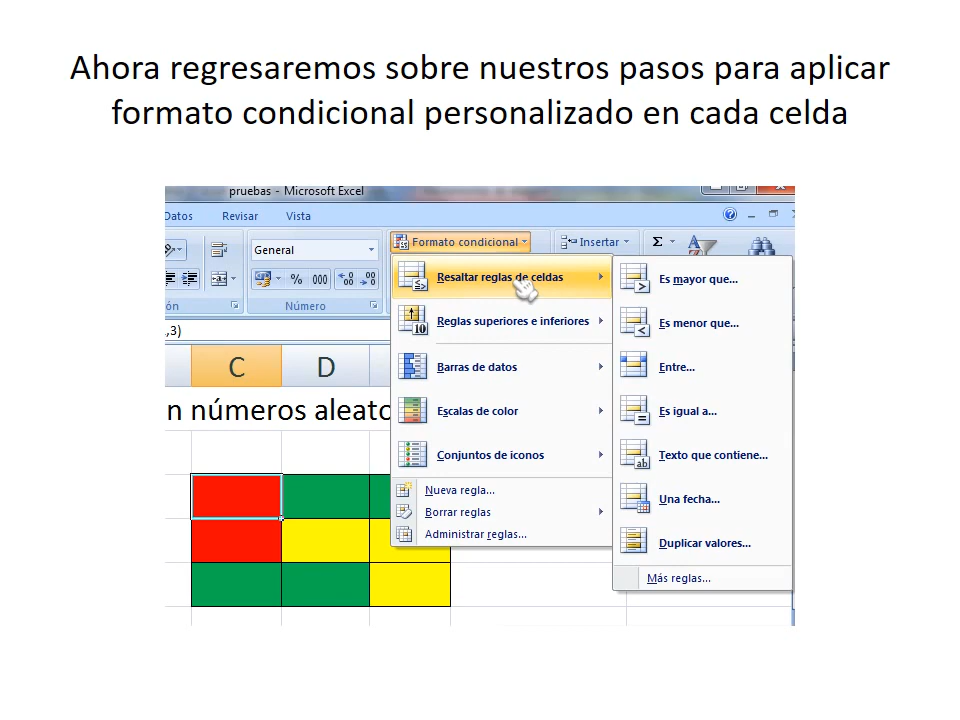 Ahora regresaremos sobre nuestros pasos para aplicar
formato condicional personalizado en cada celda
pruebas - Microsoft Excel
Datos Revisar Vista
General
Formato condicional
Insertar
Σ
% 000
Número
ón
,3)
C D
n números aleato
Resaltar reglas de celdas
Reglas superiores e inferiores
Barras de datos
Escalas de color
Conjuntos de iconos
Nueva regla...
Borrar reglas
Administrar reglas...
Es mayor que...
Es menor que...
Entre...
Es igual a...
Texto que contiene...
Una fecha...
Duplicar valores...
Más reglas...